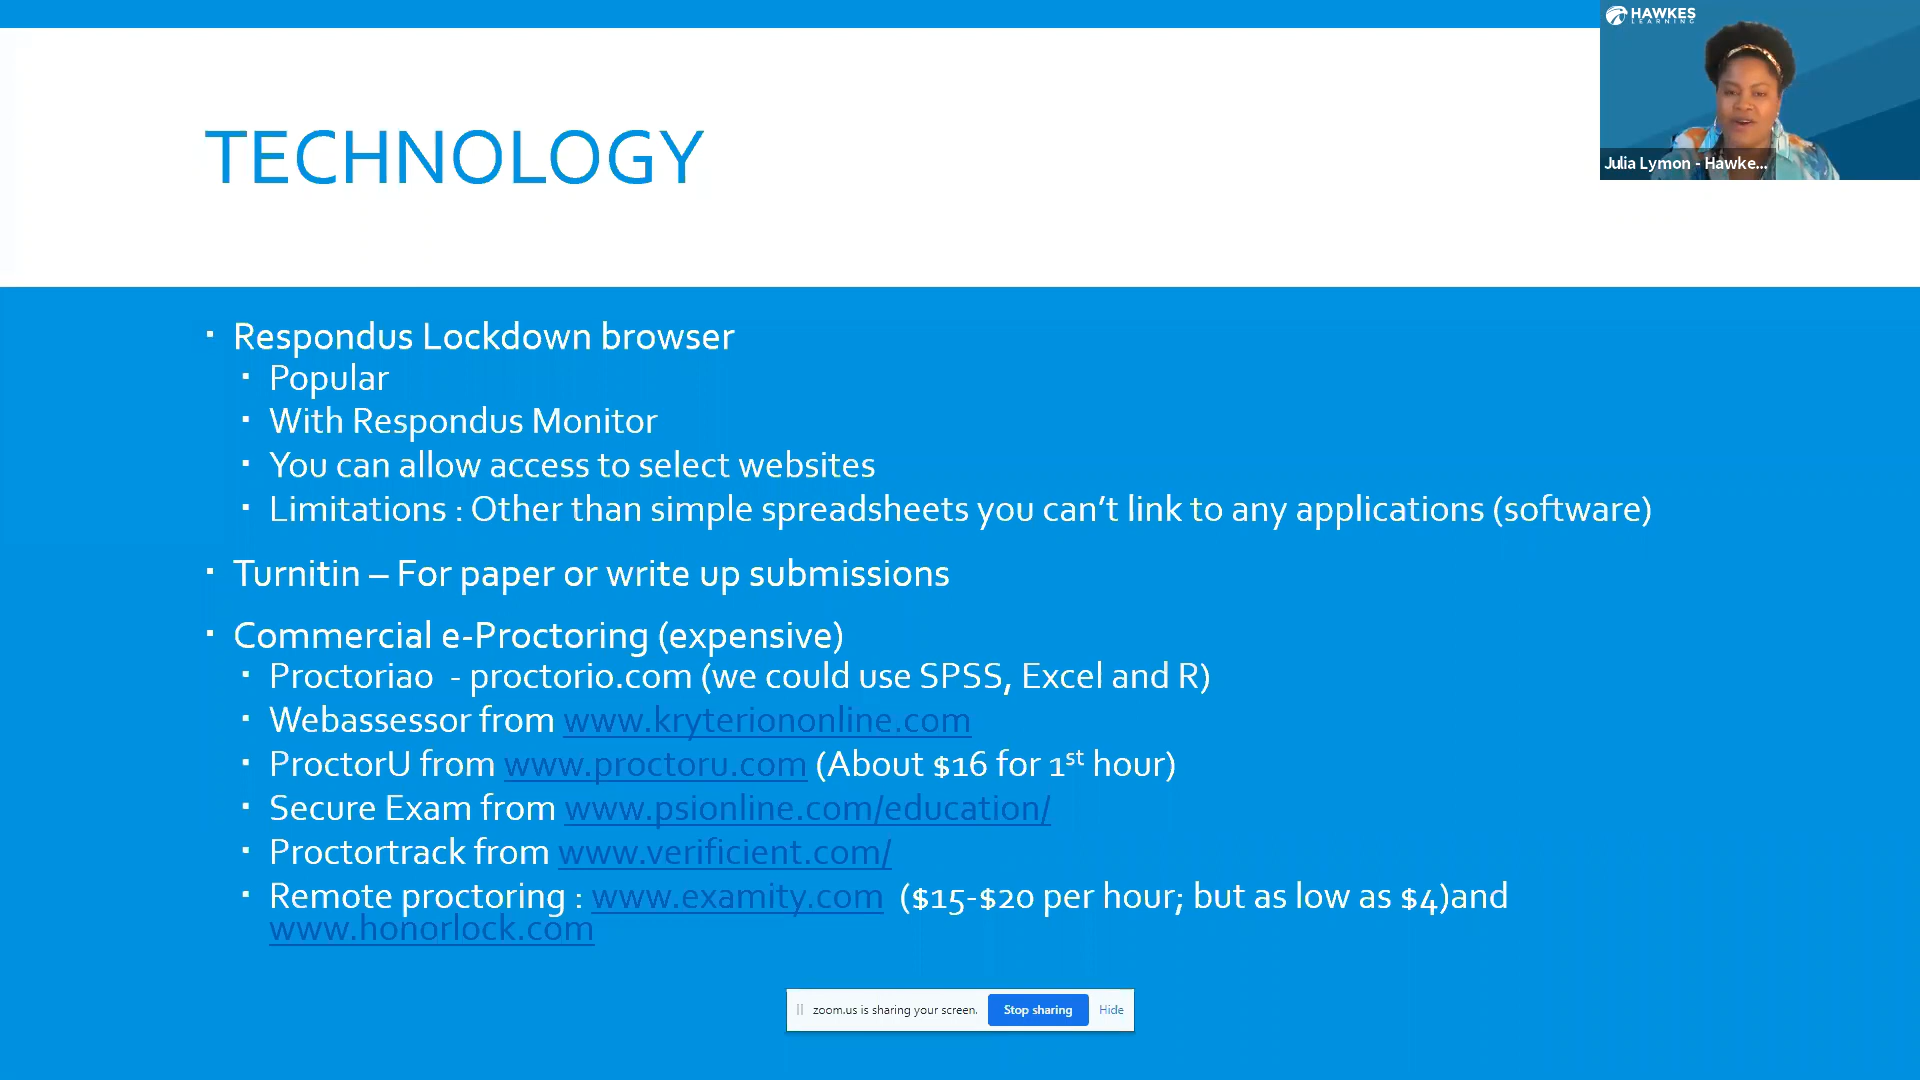 HAWKES
LEARNING
Julia Lymon - Hawke...
TECHNOLOGY
Respondus Lockdown browser
Popular
With Respondus Monitor
You can allow access to select websites
Limitations : Other than simple spreadsheets you can’t link to any applications (software)
Turnitin – For paper or write up submissions
Commercial e-Proctoring (expensive)
Proctoriao - proctorio.com (we could use SPSS, Excel and R)
Webassessor from www.kryteriononline.com
ProctorU from www.proctoru.com (About $16 for 1st hour)
Secure Exam from www.psionline.com/education/
Proctortrack from www.verificient.com/
Remote proctoring : www.examity.com ($15-$20 per hour; but as low as $4)and
www.honorlock.com
zoom.us is sharing your screen. Stop sharing Hide